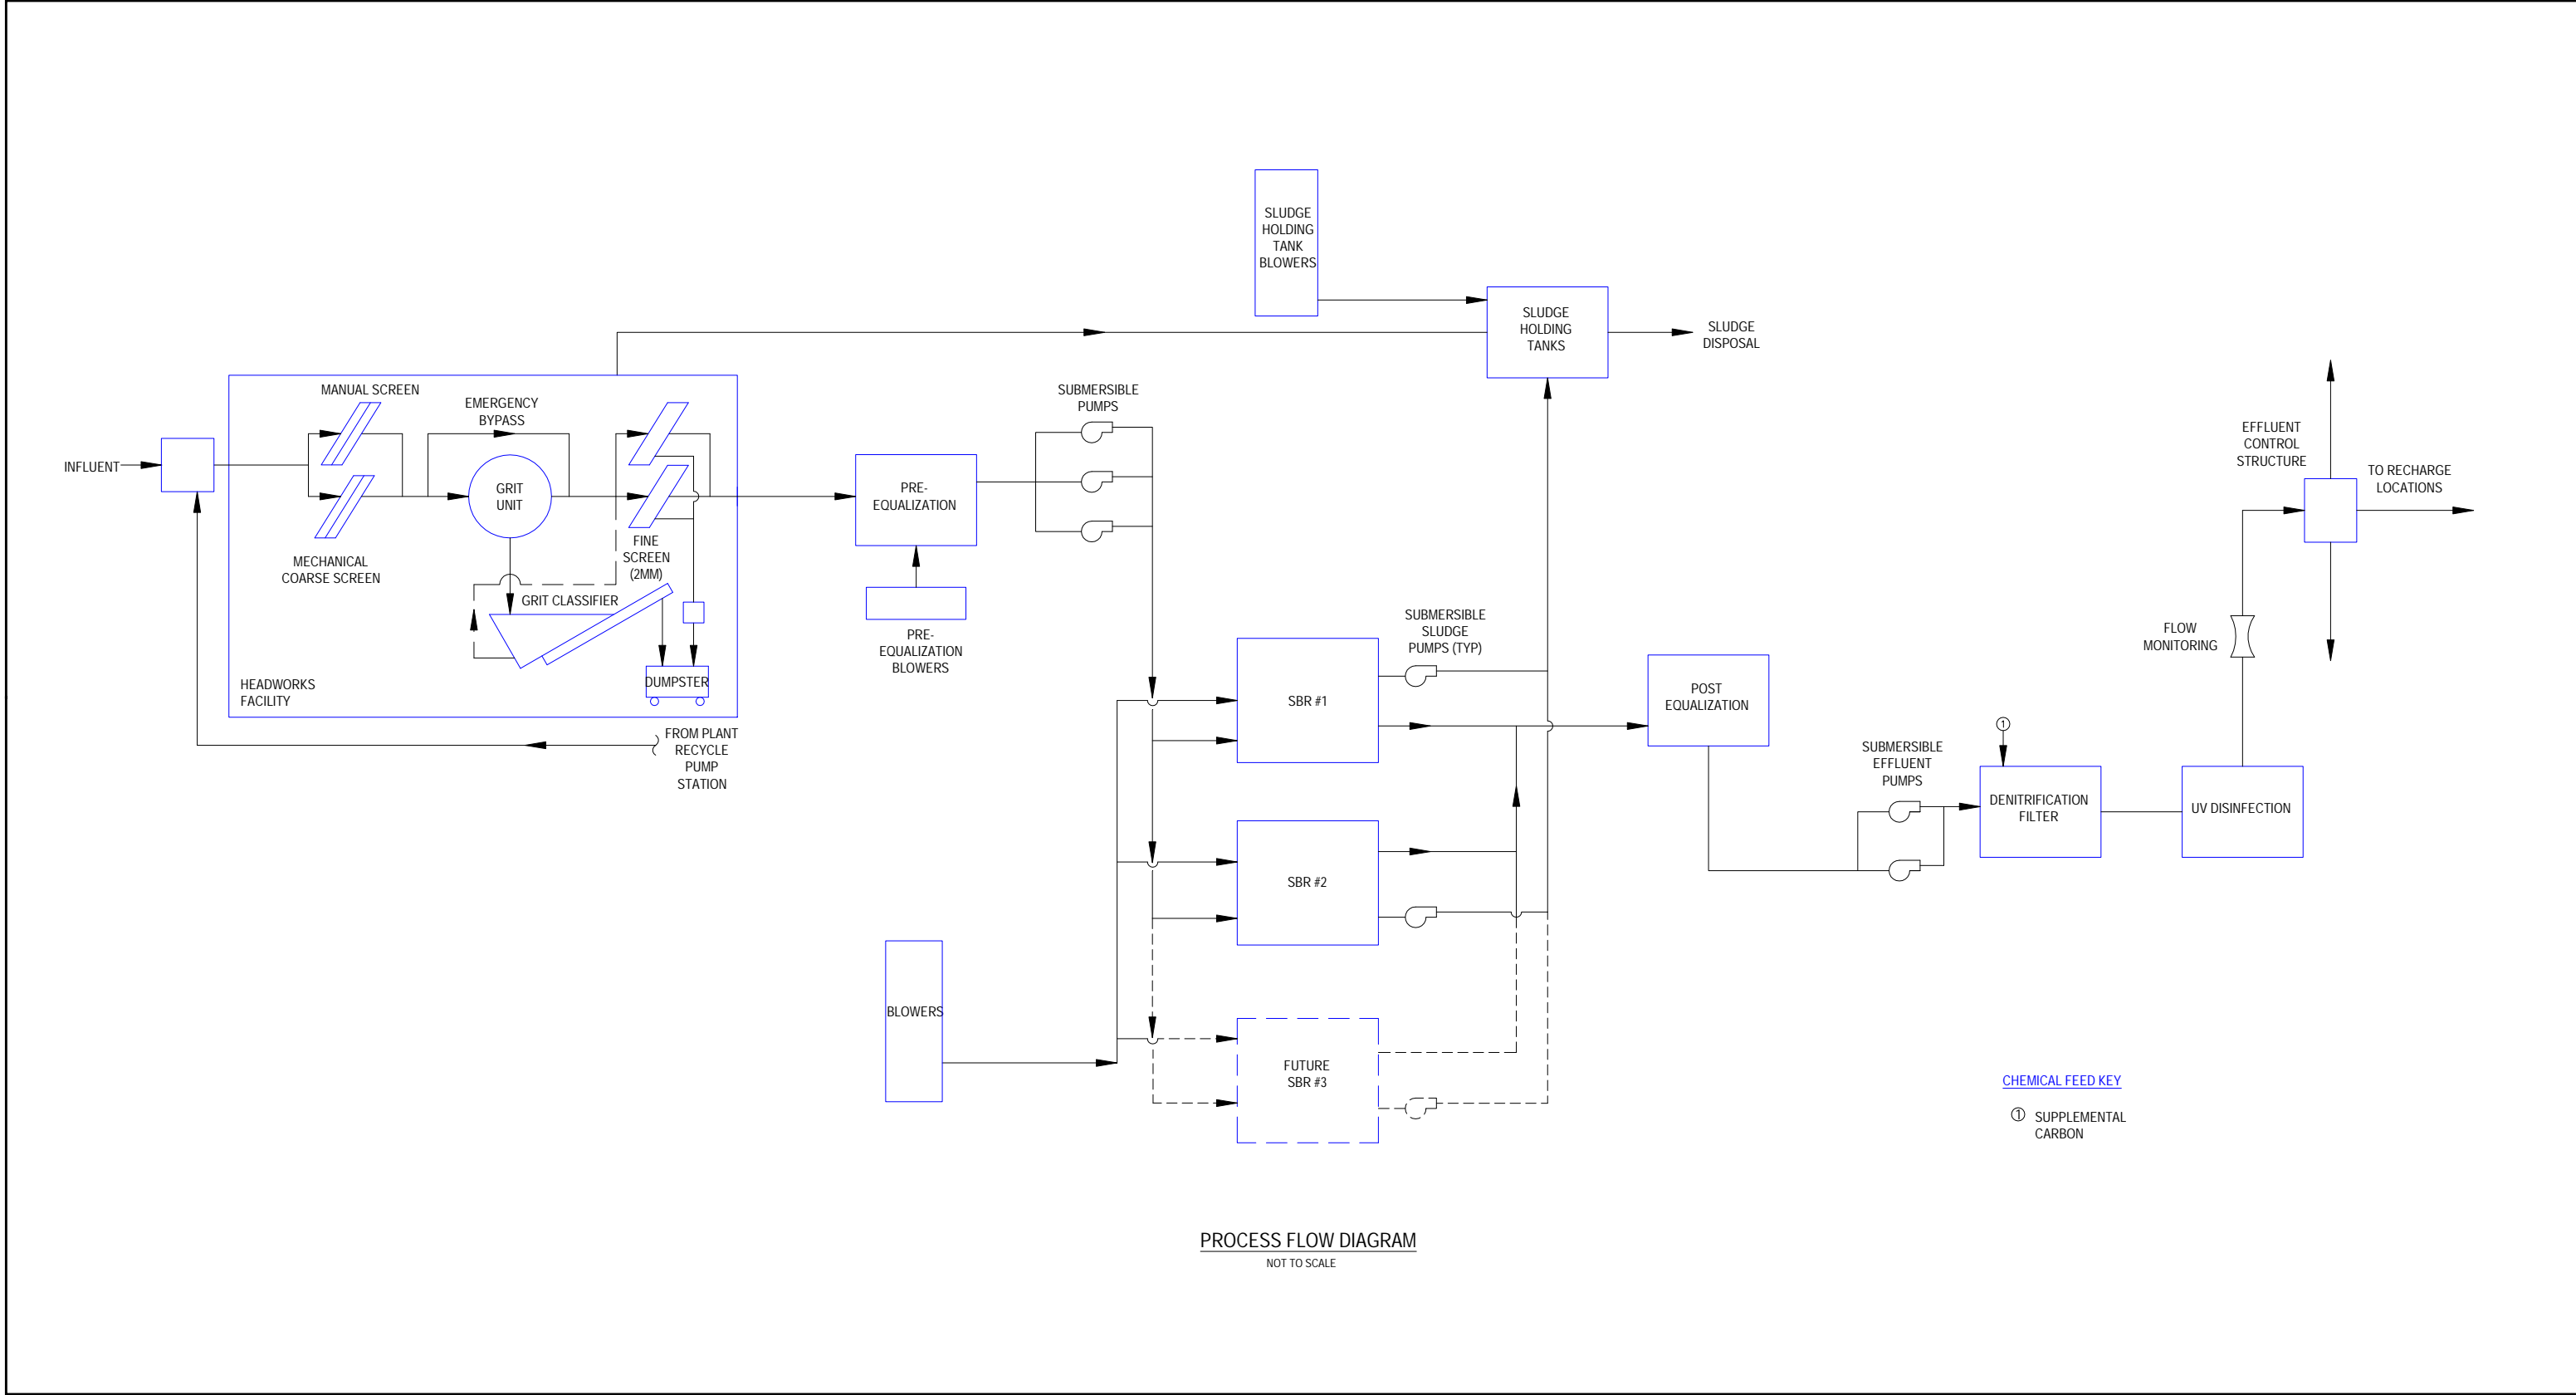 SLUDGE
HOLDING
TANK
BLOWERS
SLUDGE
HOLDING
TANKS
SLUDGE
DISPOSAL
MANUAL SCREEN
EMERGENCY
BYPASS
SUBMERSIBLE
PUMPS
INFLUENT
GRIT
UNIT
PRE-
EQUALIZATION
EFFLUENT
CONTROL
STRUCTURE
TO RECHARGE
LOCATIONS
MECHANICAL
COARSE SCREEN
FINE
SCREEN
(2MM)
GRIT CLASSIFIER
PRE-
EQUALIZATION
BLOWERS
SUBMERSIBLE
SLUDGE
PUMPS (TYP)
FLOW
MONITORING
HEADWORKS
FACILITY
DUMPSTER
FROM PLANT
RECYCLE
PUMP
STATION
SBR #1
POST
EQUALIZATION
1
SUBMERSIBLE
EFFLUENT
PUMPS
DENITRIFICATION
FILTER
UV DISINFECTION
SBR #2
BLOWERS
FUTURE
SBR #3
CHEMICAL FEED KEY
1 SUPPLEMENTAL
CARBON
PROCESS FLOW DIAGRAM
NOT TO SCALE